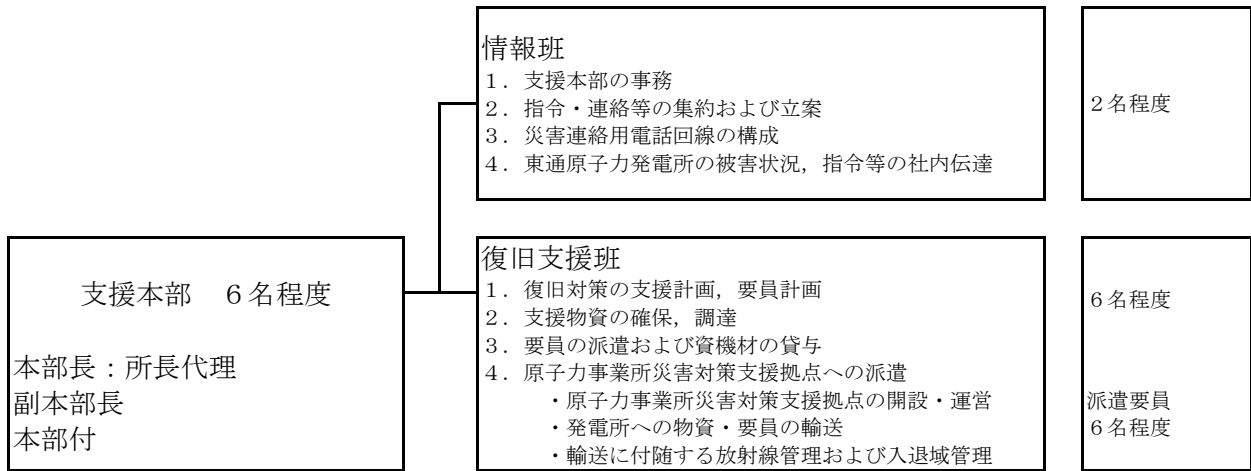 情報班
１．支援本部の事務
２．指令・連絡等の集約および立案
３．災害連絡用電話回線の構成
４．東通原子力発電所の被害状況，指令等の社内伝達
２名程度
支援本部　６名程度
本部長：所長代理
副本部長
本部付
復旧支援班
１．復旧対策の支援計画，要員計画
２．支援物資の確保，調達
３．要員の派遣および資機材の貸与
４．原子力事業所災害対策支援拠点への派遣
・原子力事業所災害対策支援拠点の開設・運営
・発電所への物資・要員の輸送
・輸送に付随する放射線管理および入退域管理
６名程度
派遣要員
６名程度